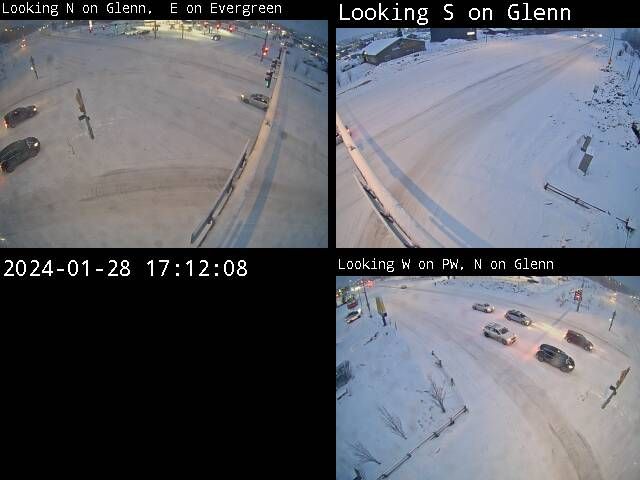 Looking N on Glenn,  E on Evergreen
Looking S on Glenn
2024-01-28 17:12:08
Looking W on PW, N on Glenn